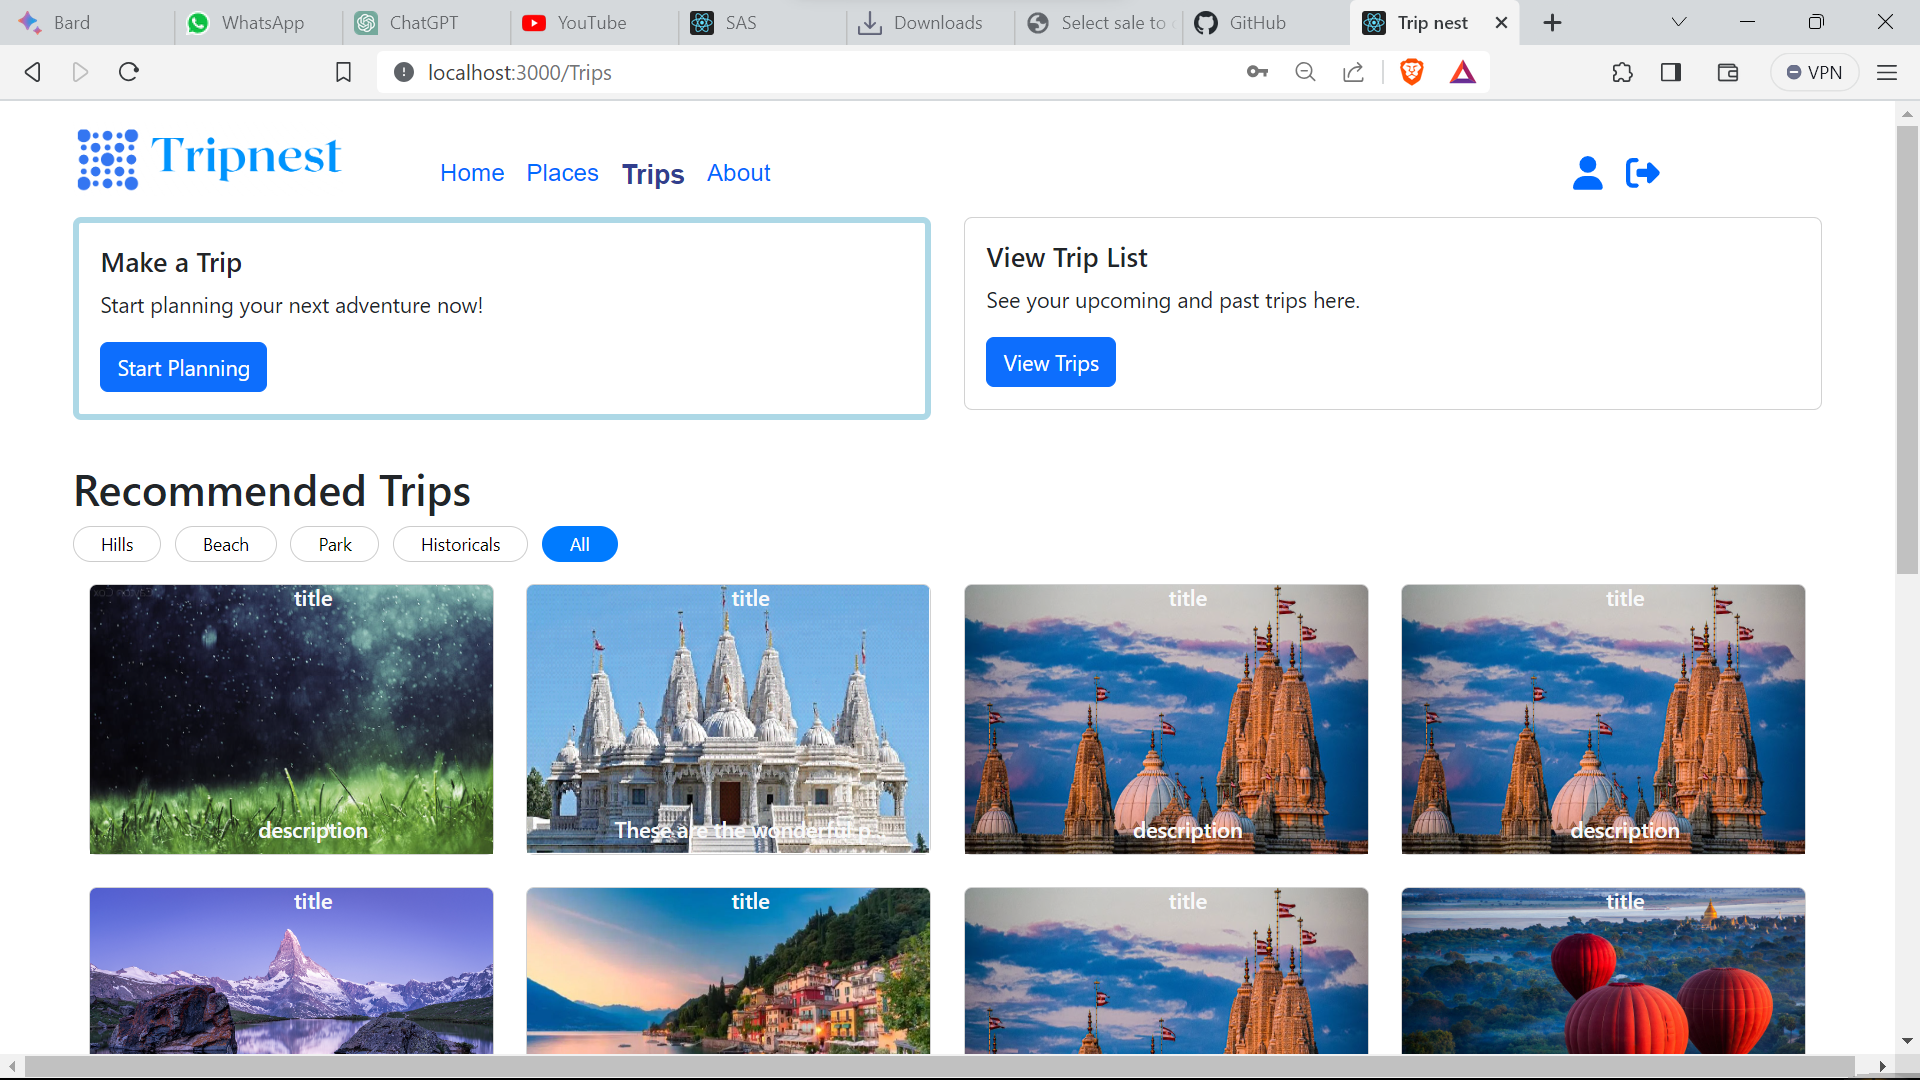 Bard WhatsApp ChatGPT YouTube SAS Downloads Select sale to GitHub Trip nest
localhost:3000/Trips VPN
Tripnest Home Places Trips About
Make a Trip
Start planning your next adventure now!
Start Planning
View Trip List
See your upcoming and past trips here.
View Trips
Recommended Trips
Hills Beach Park Historicals All
title title title title
description These are the wonderful p... description description
title title title title